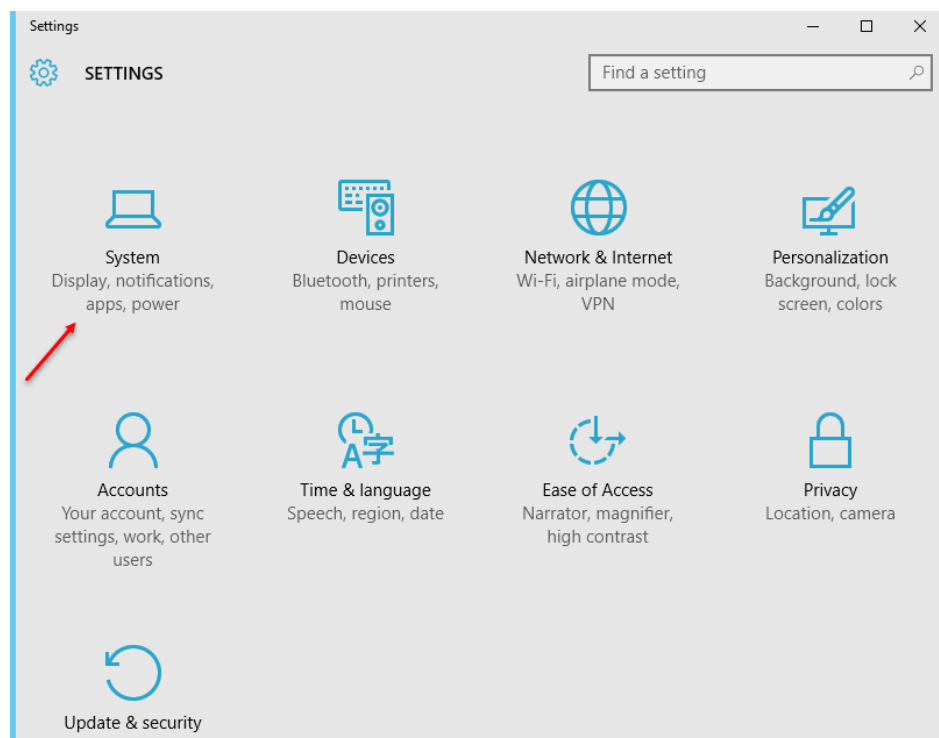 Settings
SETTINGS
Find a setting
System
Display, notifications,
apps, power
Devices
Bluetooth, printers,
mouse
Network & Internet
Wi-Fi, airplane mode,
VPN
Personalization
Background, lock
screen, colors
Accounts
Your account, sync
settings, work, other
users
A字
Time & language
Speech, region, date
Ease of Access
Narrator, magnifier,
high contrast
Privacy
Location, camera
Update & security